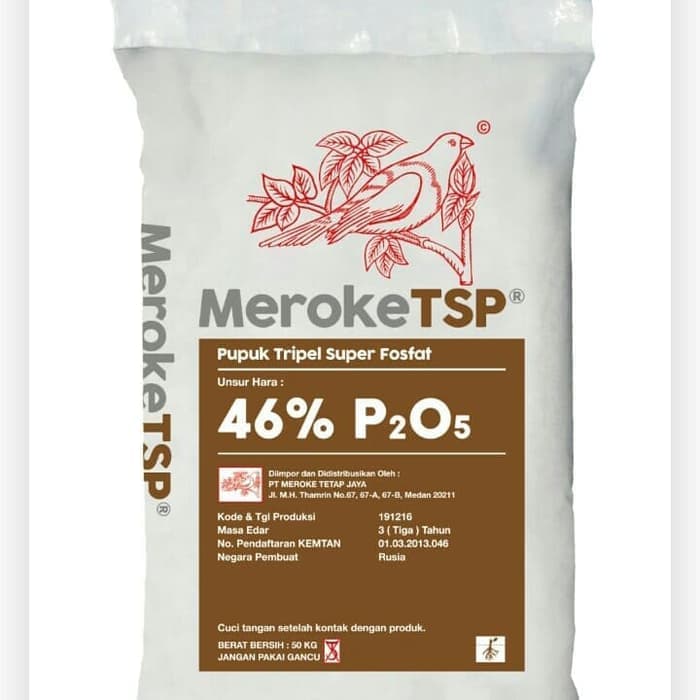 ©
MerokeTSP®
MerokeTSP®
Pupuk Tripel Super Fosfat
Unsur Hara :
46% P₂O₅
Diimpor dan Didistribusikan Oleh :
PT MEROKE TETAP JAYA
Jl. M.H. Thamrin No.67, 67-A, 67-B, Medan 20211
Kode & Tgl Produksi 191216
Masa Edar 3 ( Tiga ) Tahun
No. Pendaftaran KEMTAN 01.03.2013.046
Negara Pembuat Rusia
Cuci tangan setelah kontak dengan produk.
BERAT BERSIH : 50 KG
JANGAN PAKAI GANCU